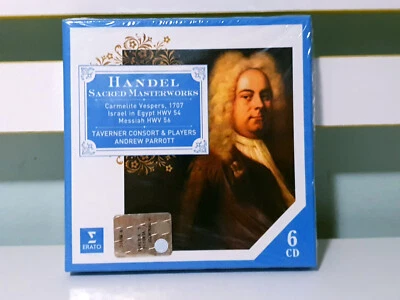 HANDEL
SACRED MASTERWORKS
Carmelite Vespers, 1707
Israel in Egypt HWV 54
Messiah HWV 56
TAVERNER CONSORT & PLAYERS
ANDREW PARROTT
ERATO
6
CD